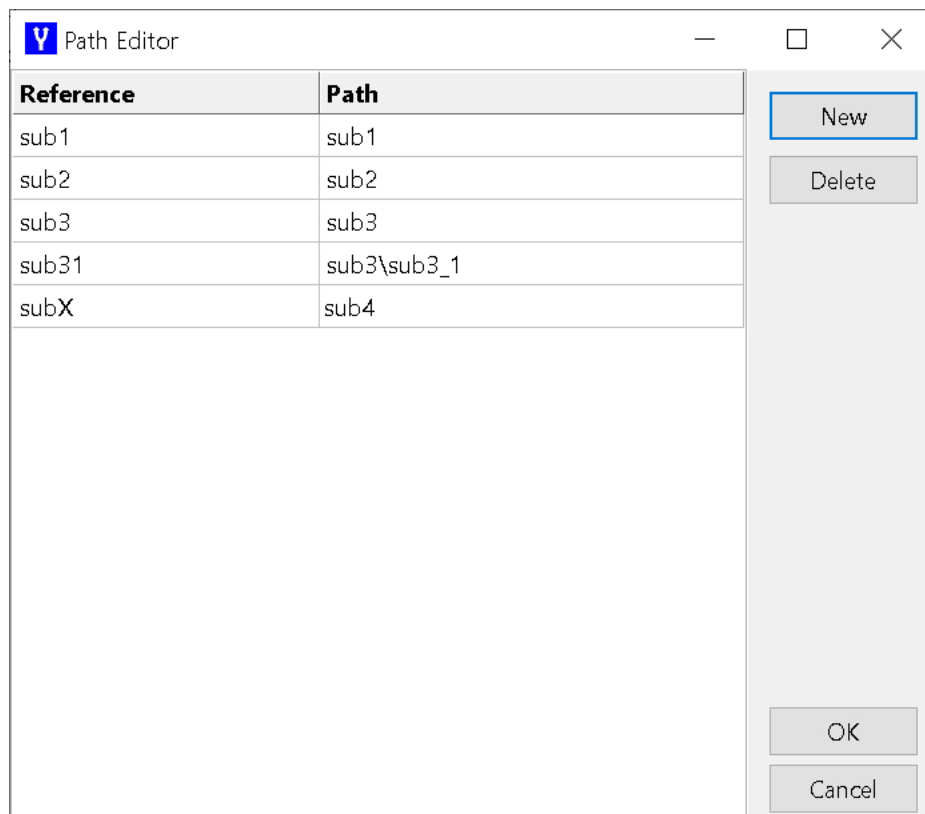 Path Editor
Reference Path
New
sub1 sub1
sub2 sub2
Delete
sub3 sub3
sub31 sub3\sub3_1
subX sub4
OK
Cancel